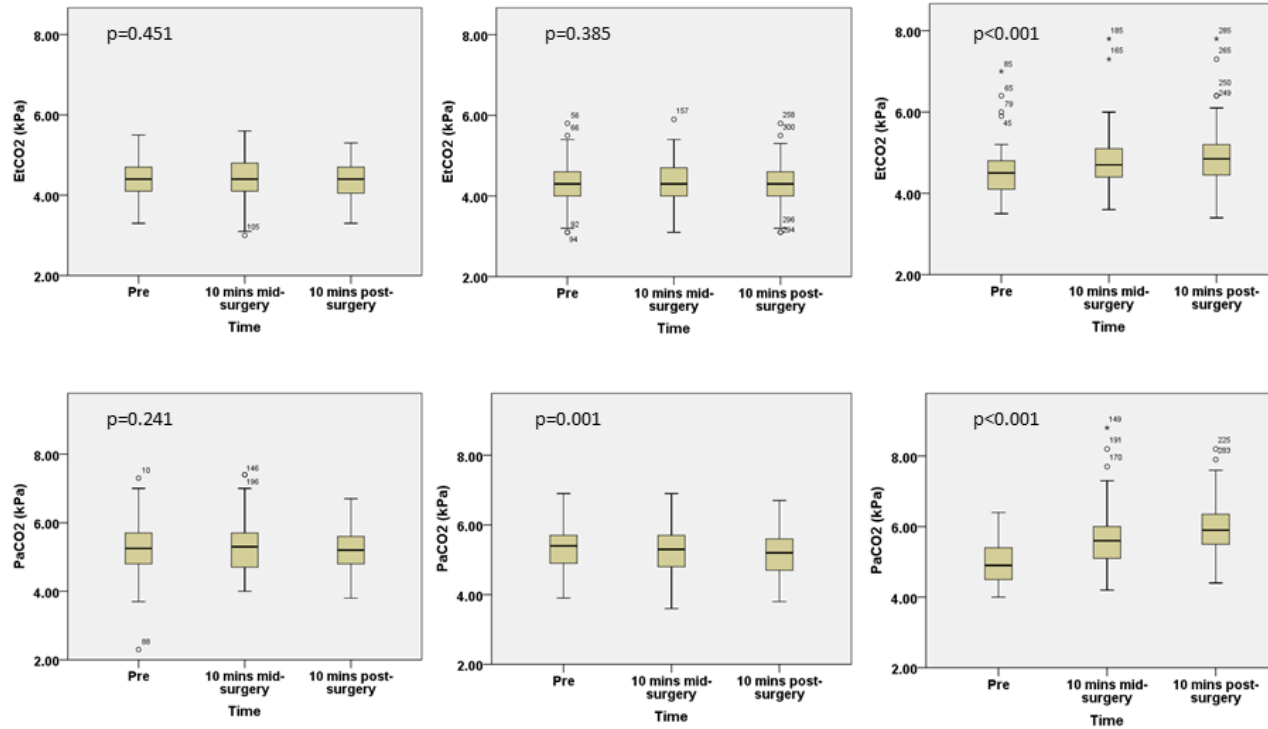 p=0.451
8.00
6.00
4.00
2.00
EtCO2 (kPa)
105
Pre
10 mins mid-
surgery
10 mins post-
surgery
Time
p=0.385
8.00
6.00
4.00
2.00
EtCO2 (kPa)
56
66
92
94
157
258
300
296
294
Pre
10 mins mid-
surgery
10 mins post-
surgery
Time
p<0.001
8.00
6.00
4.00
2.00
EtCO2 (kPa)
85
65
79
45
185
165
285
265
250
249
Pre
10 mins mid-
surgery
10 mins post-
surgery
Time
p=0.241
8.00
6.00
4.00
2.00
PaCO2 (kPa)
10
88
146
196
Pre
10 mins mid-
surgery
10 mins post-
surgery
Time
p=0.001
8.00
6.00
4.00
2.00
PaCO2 (kPa)
Pre
10 mins mid-
surgery
10 mins post-
surgery
Time
p<0.001
8.00
6.00
4.00
2.00
PaCO2 (kPa)
149
191
170
225
283
Pre
10 mins mid-
surgery
10 mins post-
surgery
Time